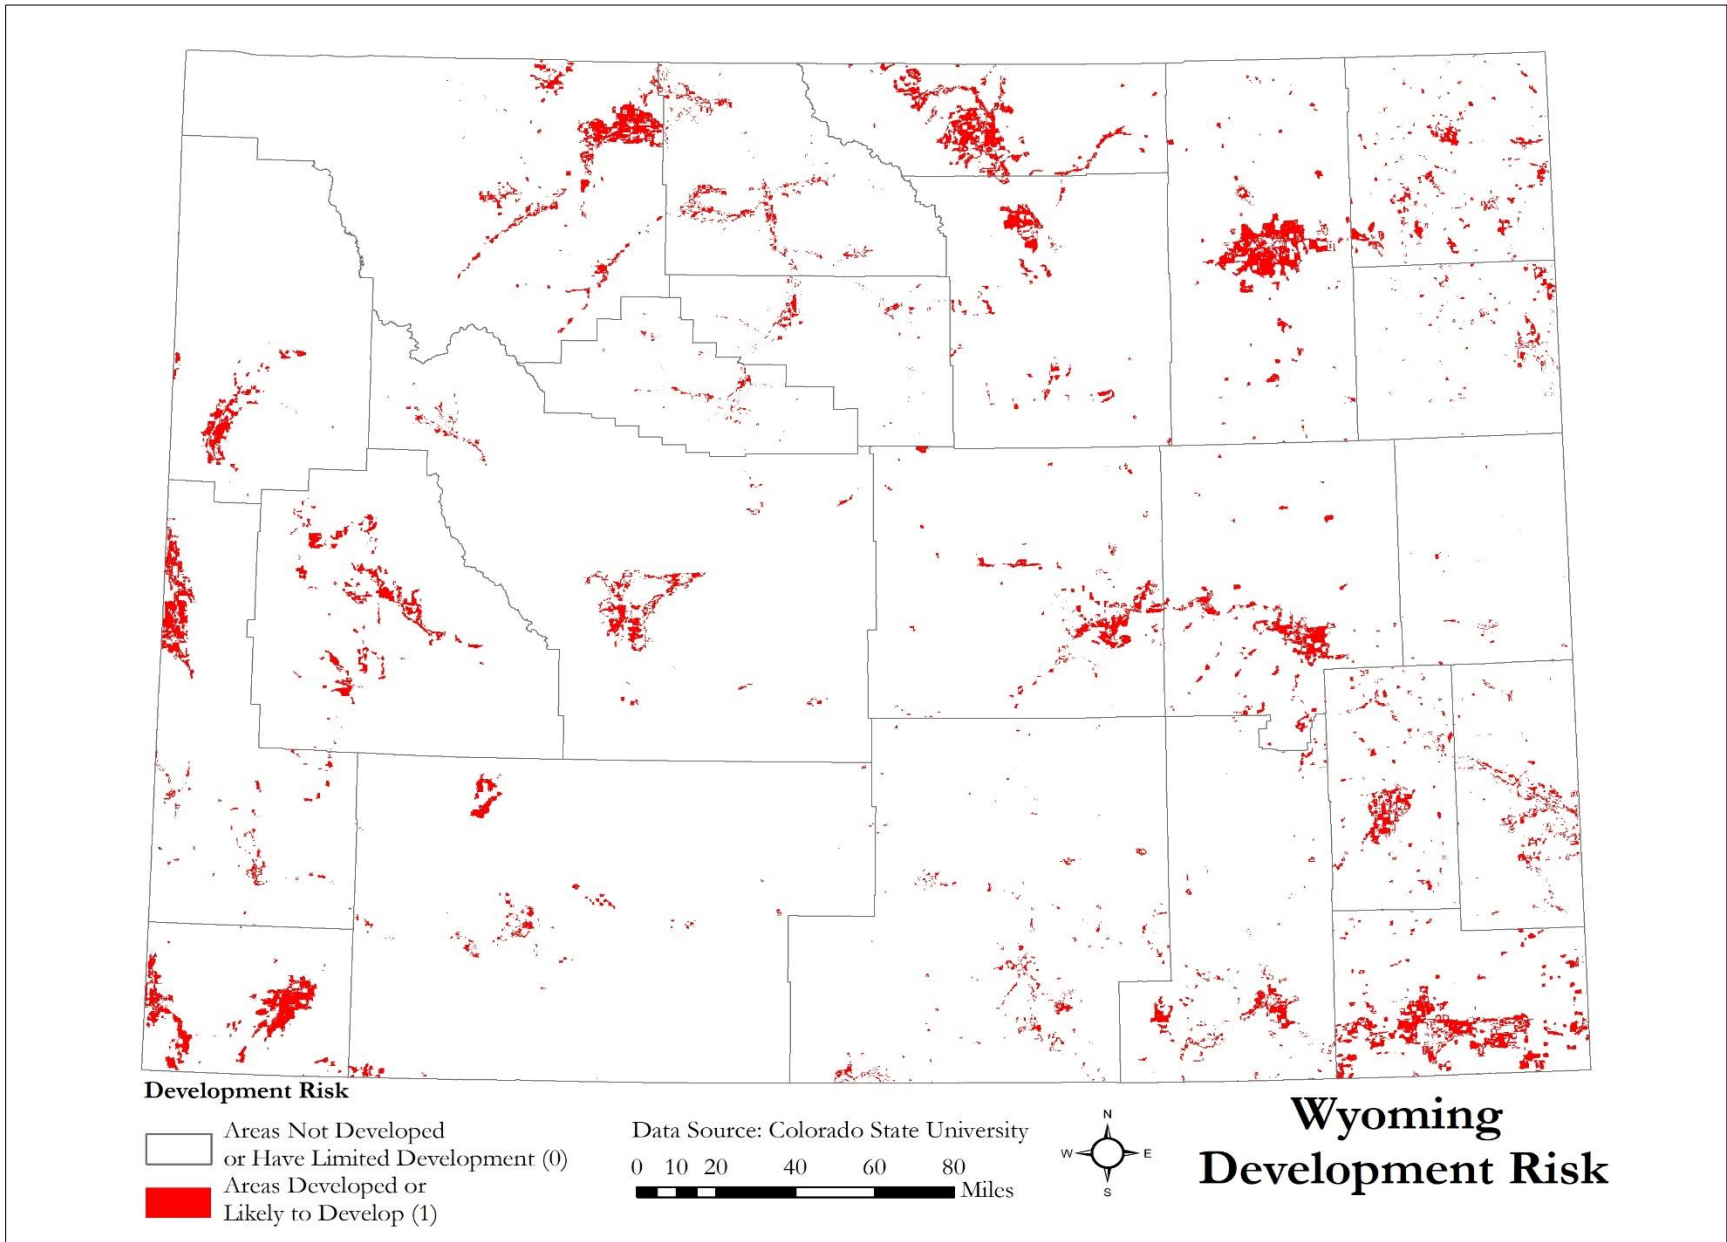 Development Risk
Areas Not Developed
or Have Limited Development (0)
Areas Developed or
Likely to Develop (1)
Data Source: Colorado State University
0 10 20 40 60 80
Miles
N
W E
S
Wyoming
Development Risk